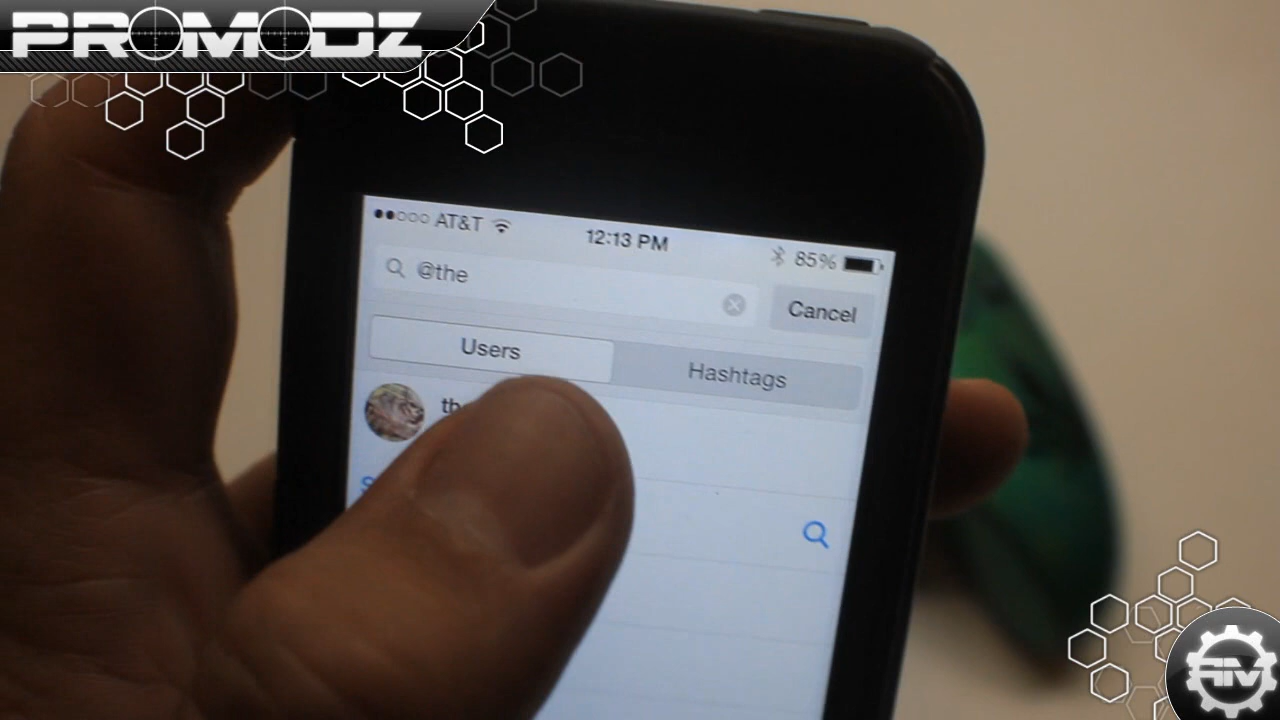 PROMODZ
AT&T 12:13 PM 85%
@the
Cancel
Users
Hashtags